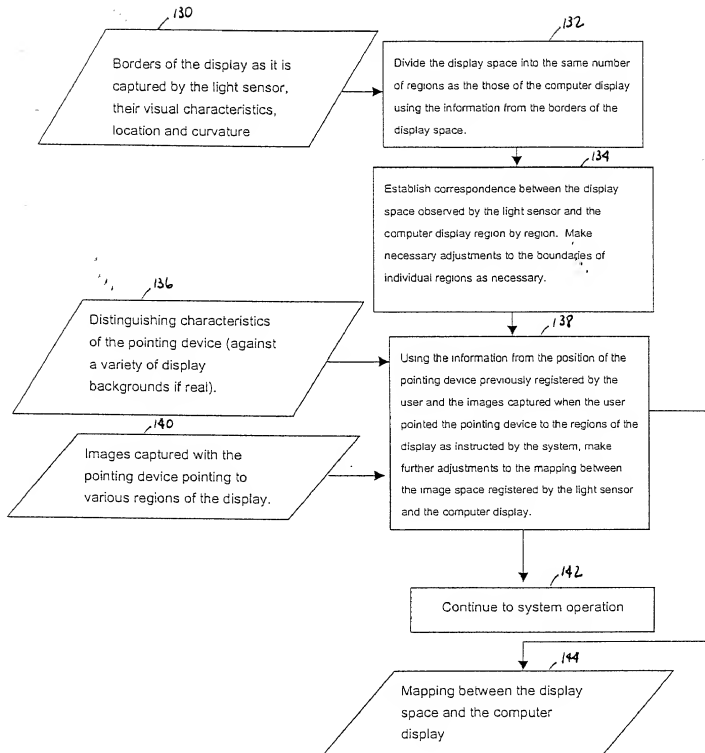 130
Borders of the display as it is
captured by the light sensor,
their visual characteristics,
location and curvature
132
Divide the display space into the same number
of regions as the those of the computer display
using the information from the borders of the
display space.
134
Establish correspondence between the display
space observed by the light sensor and the
computer display region by region. Make
necessary adjustments to the boundaries of
individual regions as necessary.
136
Distinguishing characteristics
of the pointing device (against
a variety of display
backgrounds if real).
138
Using the information from the position of the
pointing device previously registered by the
user and the images captured when the user
pointed the pointing device to the regions of the
display as instructed by the system, make
further adjustments to the mapping between
the image space registered by the light sensor
and the computer display.
140
Images captured with the
pointing device pointing to
various regions of the display.
142
Continue to system operation
144
Mapping between the display
space and the computer
display